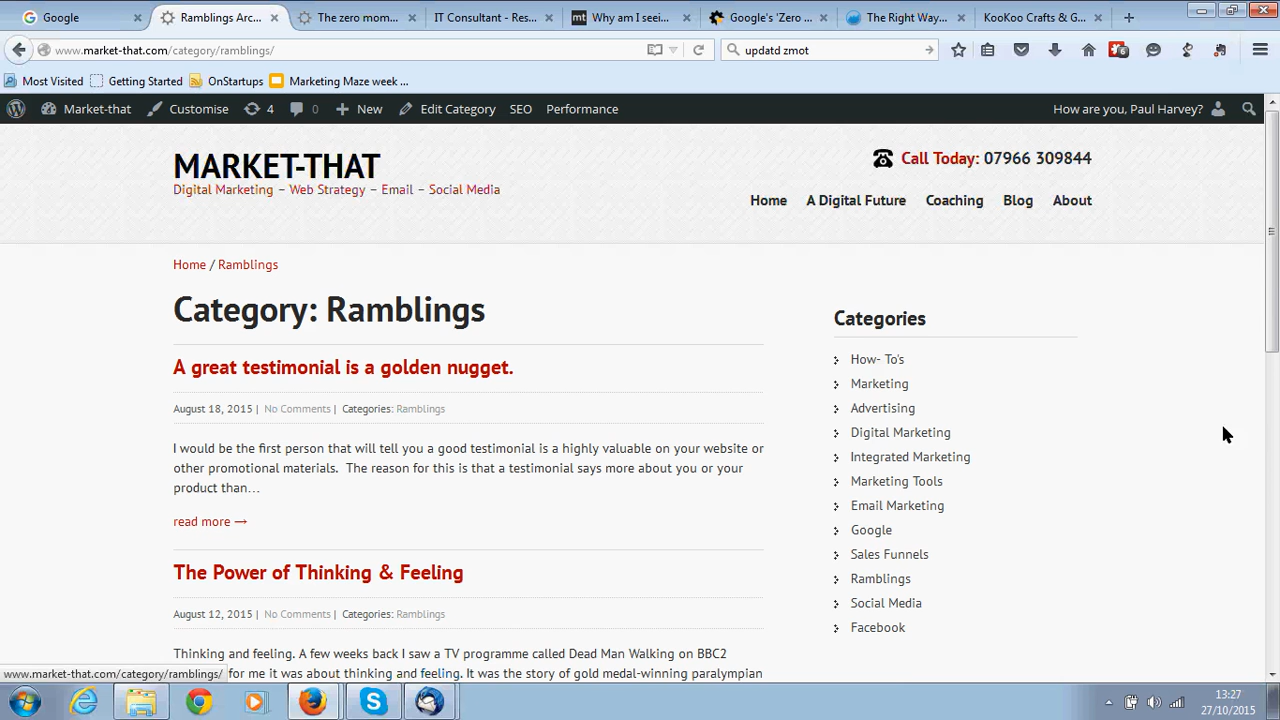 Google
Ramblings Arc...
The zero mom...
IT Consultant - Res...
Why am I seei...
Google's 'Zero ...
The Right Way...
KooKoo Crafts & G...
www.market-that.com/category/ramblings/
updatd zmot
6
Most Visited
Getting Started
OnStartups
Marketing Maze week ...
Market-that
Customise
4
0
New
Edit Category
SEO
Performance
How are you, Paul Harvey?
MARKET-THAT
Digital Marketing – Web Strategy – Email – Social Media
Call Today: 07966 309844
Home
A Digital Future
Coaching
Blog
About
Home / Ramblings
Category: Ramblings
A great testimonial is a golden nugget.
August 18, 2015 | No Comments | Categories: Ramblings
I would be the first person that will tell you a good testimonial is a highly valuable on your website or
other promotional materials. The reason for this is that a testimonial says more about you or your
product than…
read more →
The Power of Thinking & Feeling
August 12, 2015 | No Comments | Categories: Ramblings
Thinking and feeling. A few weeks back I saw a TV programme called Dead Man Walking on BBC2
for me it was about thinking and feeling. It was the story of gold medal-winning paralympian
Categories
How- To's
Marketing
Advertising
Digital Marketing
Integrated Marketing
Marketing Tools
Email Marketing
Google
Sales Funnels
Ramblings
Social Media
Facebook
www.market-that.com/category/ramblings/
13:27
27/10/2015